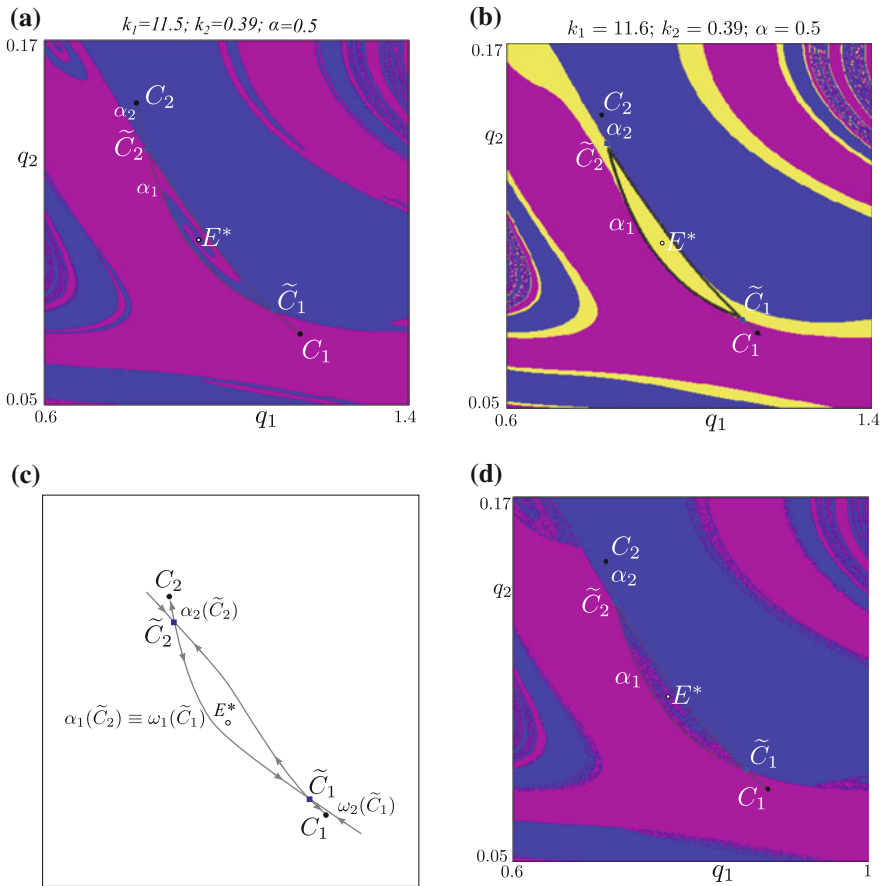 (a)
k₁=11.5; k₂=0.39; α=0.5
0.17
q₂
0.05
0.6
q₁
1.4
C₂
α₂
C̃₂
α₁
E*
C̃₁
C₁
(b)
k₁ = 11.6; k₂ = 0.39; α = 0.5
0.17
q₂
0.05
0.6
q₁
1.4
C₂
α₂
C̃₂
α₁
E*
C̃₁
C₁
(c)
C₂
α₂(C̃₂)
C̃₂
α₁(C̃₂) ≡ ω₁(C̃₁)
E*
C̃₁
ω₂(C̃₁)
C₁
(d)
0.17
q₂
0.05
0.6
q₁
1
C₂
α₂
C̃₂
α₁
E*
C̃₁
C₁